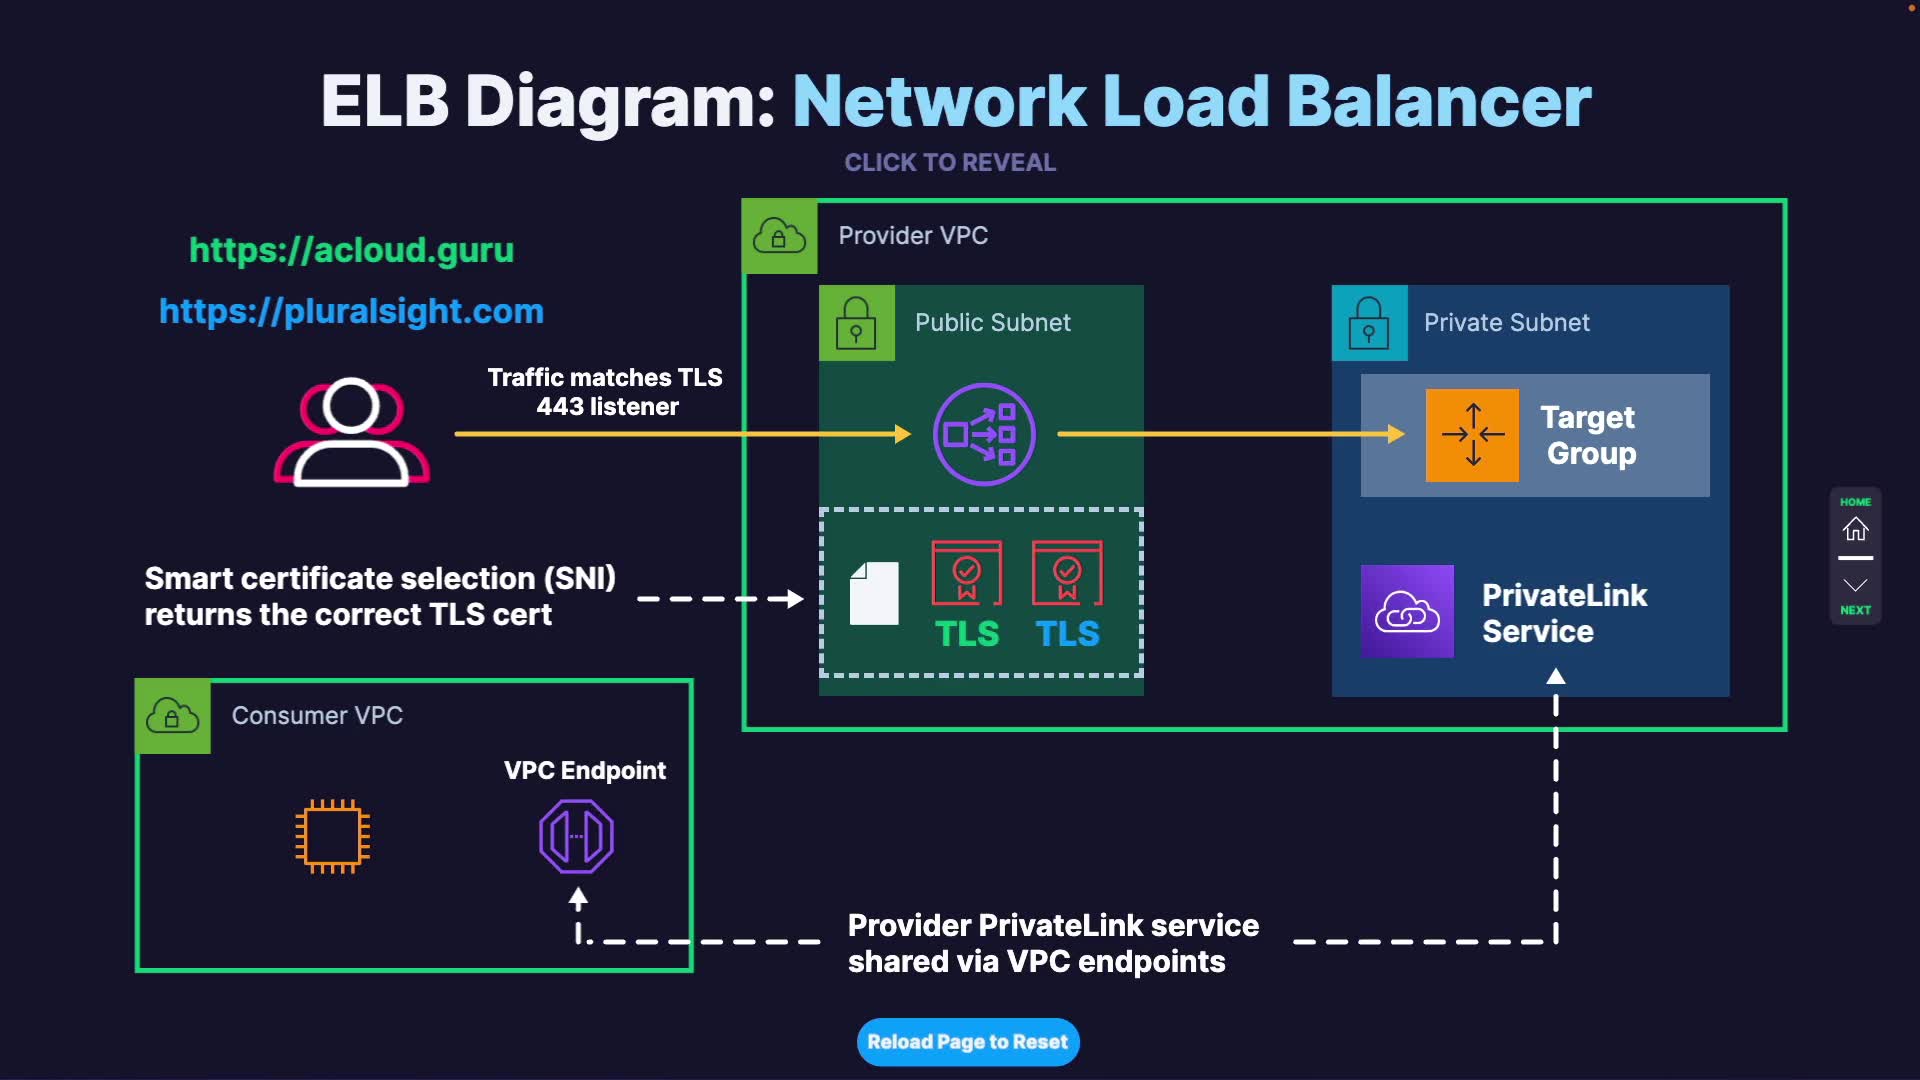 ELB Diagram: Network Load Balancer
CLICK TO REVEAL
https://acloud.guru
https://pluralsight.com
Provider VPC
Public Subnet
Private Subnet
Traffic matches TLS
443 listener
Target
Group
Smart certificate selection (SNI)
returns the correct TLS cert
TLS
TLS
PrivateLink
Service
HOME
NEXT
Consumer VPC
VPC Endpoint
Provider PrivateLink service
shared via VPC endpoints
Reload Page to Reset